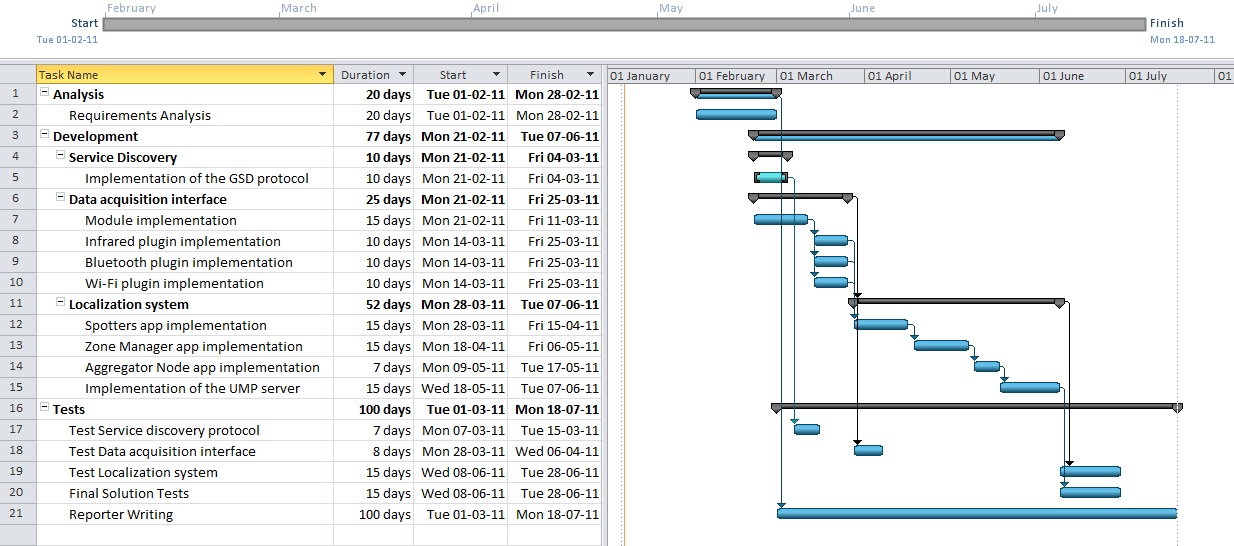 February March April May June July
Start Finish
Tue 01-02-11 Mon 18-07-11
Task Name Duration Start Finish 01 January 01 February 01 March 01 April 01 May 01 June 01 July 01
1 Analysis 20 days Tue 01-02-11 Mon 28-02-11
2 Requirements Analysis 20 days Tue 01-02-11 Mon 28-02-11
3 Development 77 days Mon 21-02-11 Tue 07-06-11
4 Service Discovery 10 days Mon 21-02-11 Fri 04-03-11
5 Implementation of the GSD protocol 10 days Mon 21-02-11 Fri 04-03-11
6 Data acquisition interface 25 days Mon 21-02-11 Fri 25-03-11
7 Module implementation 15 days Mon 21-02-11 Fri 11-03-11
8 Infrared plugin implementation 10 days Mon 14-03-11 Fri 25-03-11
9 Bluetooth plugin implementation 10 days Mon 14-03-11 Fri 25-03-11
10 Wi-Fi plugin implementation 10 days Mon 14-03-11 Fri 25-03-11
11 Localization system 52 days Mon 28-03-11 Tue 07-06-11
12 Spotters app implementation 15 days Mon 28-03-11 Fri 15-04-11
13 Zone Manager app implementation 15 days Mon 18-04-11 Fri 06-05-11
14 Aggregator Node app implementation 7 days Mon 09-05-11 Tue 17-05-11
15 Implementation of the UMP server 15 days Wed 18-05-11 Tue 07-06-11
16 Tests 100 days Tue 01-03-11 Mon 18-07-11
17 Test Service discovery protocol 7 days Mon 07-03-11 Tue 15-03-11
18 Test Data acquisition interface 8 days Mon 28-03-11 Wed 06-04-11
19 Test Localization system 15 days Wed 08-06-11 Tue 28-06-11
20 Final Solution Tests 15 days Wed 08-06-11 Tue 28-06-11
21 Reporter Writing 100 days Tue 01-03-11 Mon 18-07-11